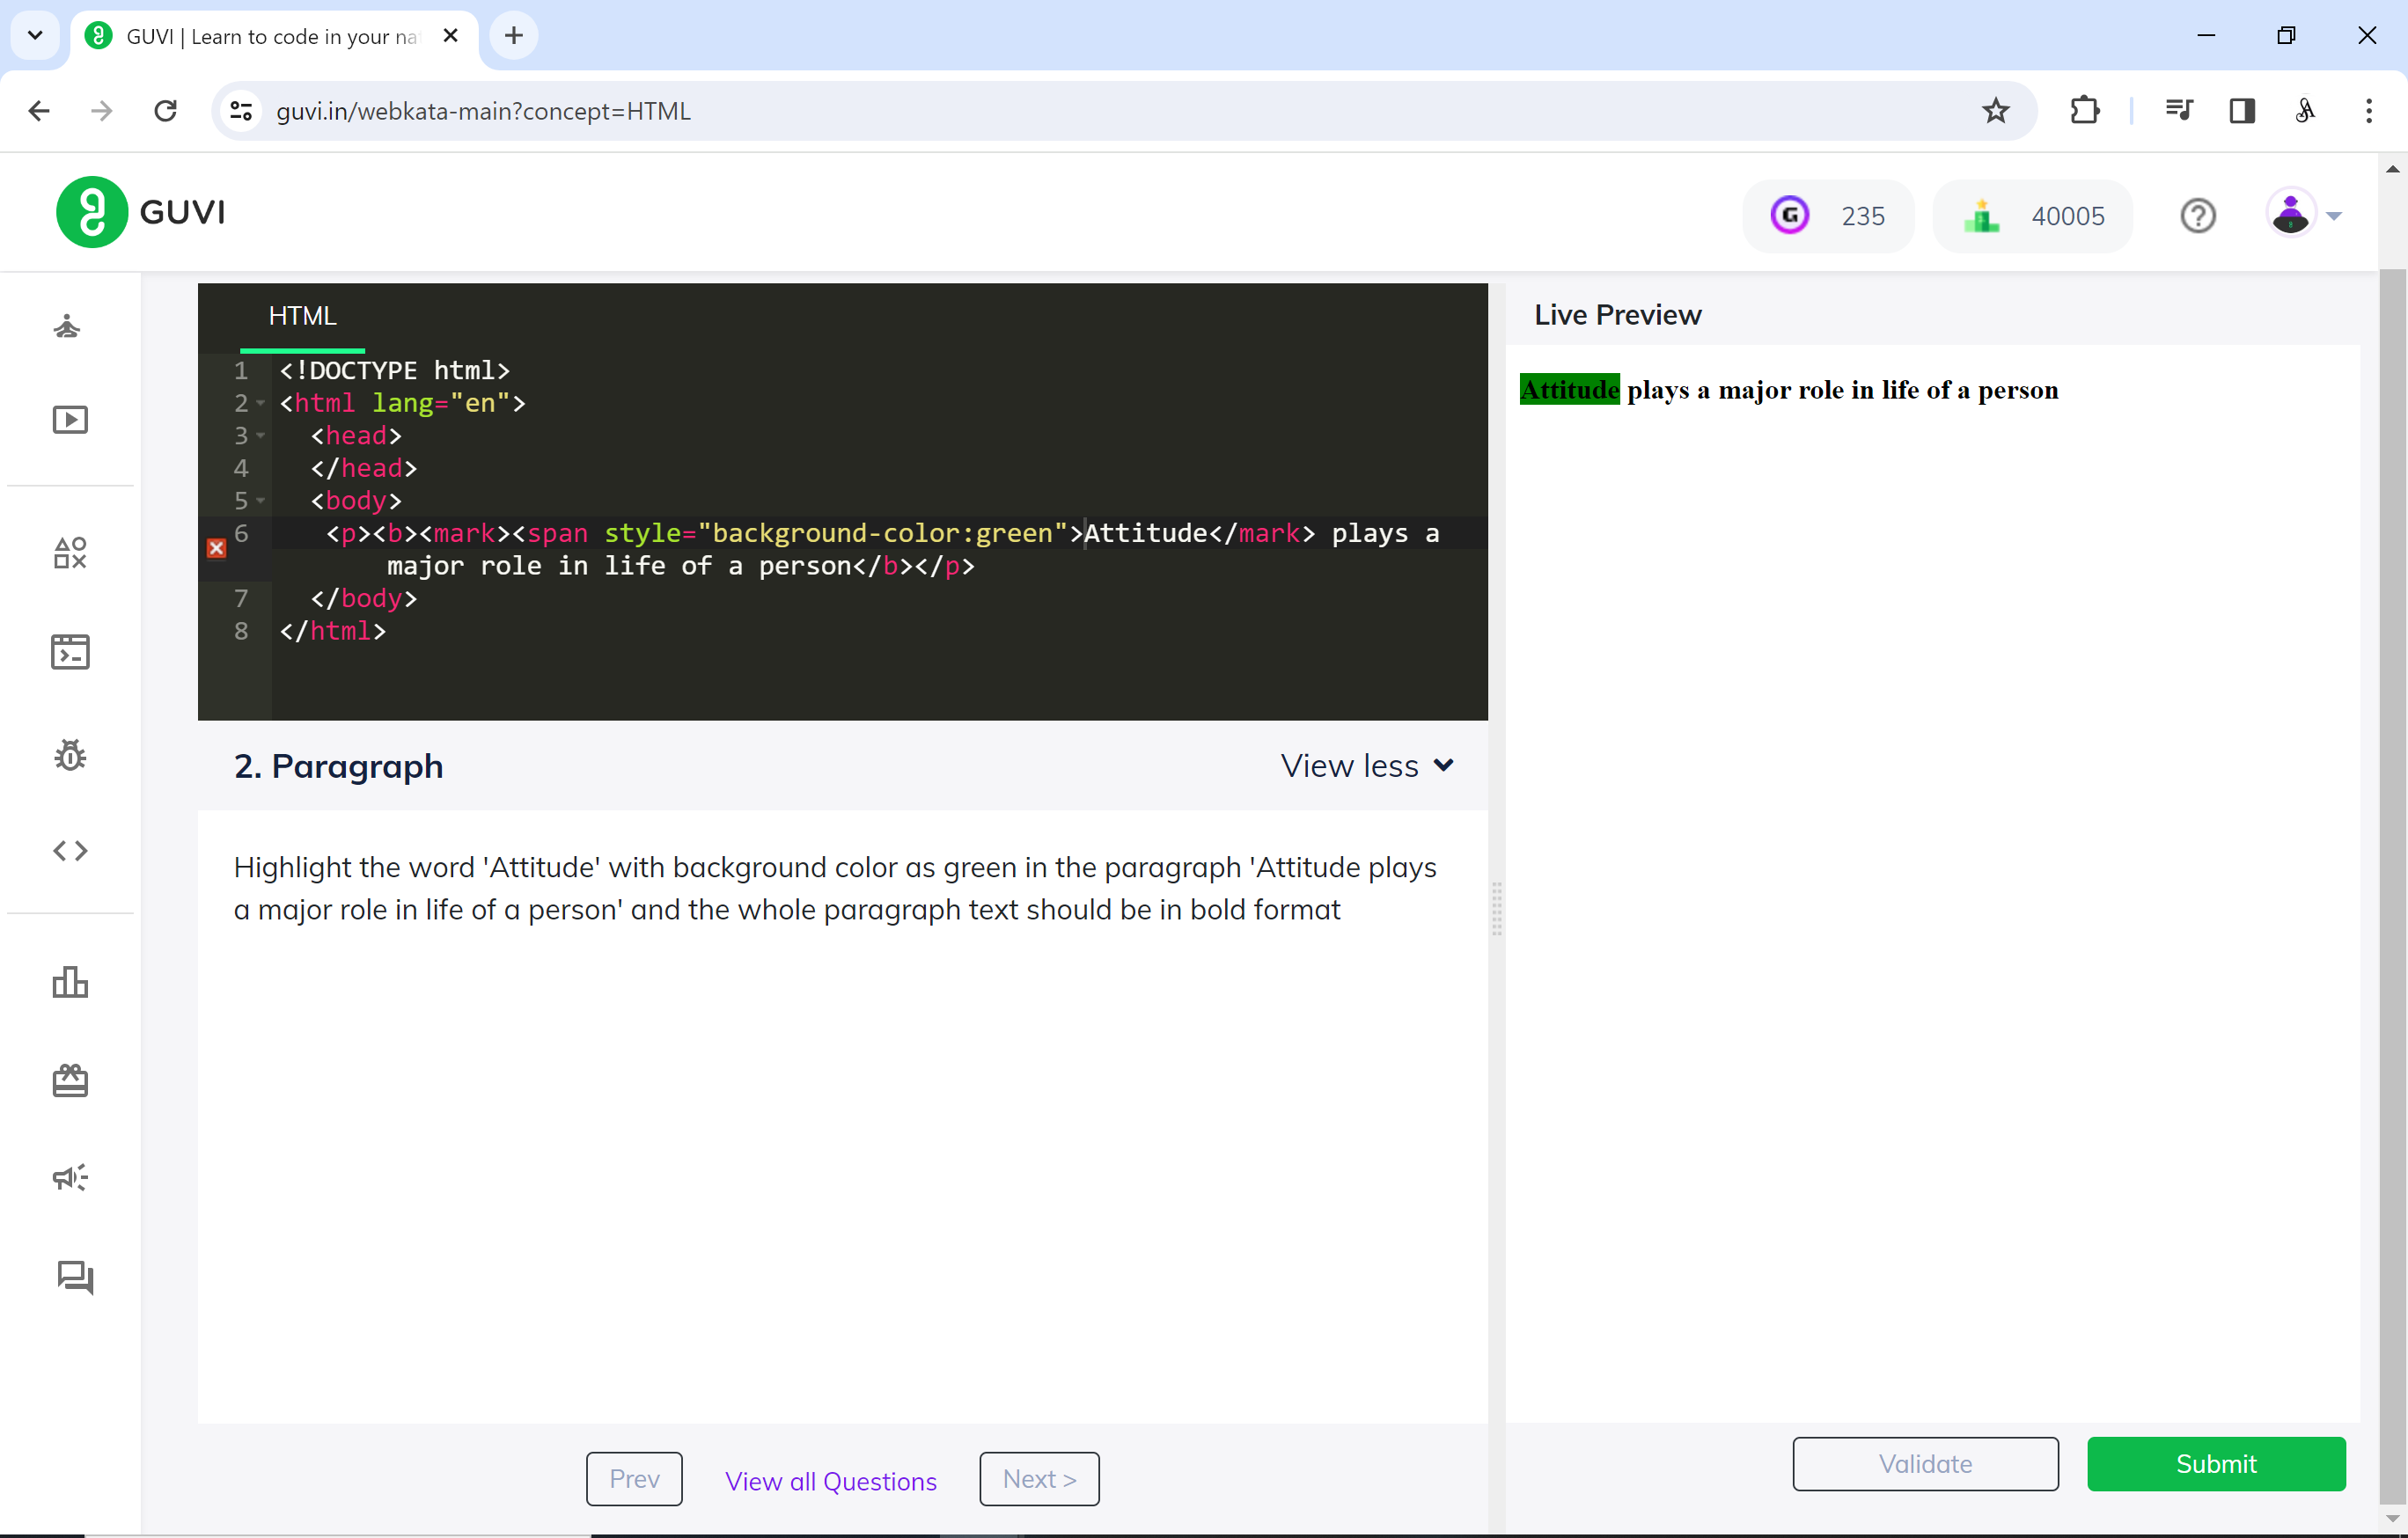 GUVI | Learn to code in your na
guvi.in/webkata-main?concept=HTML
GUVI
235
40005
HTML
1 <!DOCTYPE html>
2 <html lang="en">
3 <head>
4 </head>
5 <body>
6 <p><b><mark><span style="background-color:green">Attitude</mark> plays a
major role in life of a person</b></p>
7 </body>
8 </html>
Live Preview
Attitude plays a major role in life of a person
2. Paragraph
View less
Highlight the word 'Attitude' with background color as green in the paragraph 'Attitude plays
a major role in life of a person' and the whole paragraph text should be in bold format
Prev
View all Questions
Next >
Validate
Submit